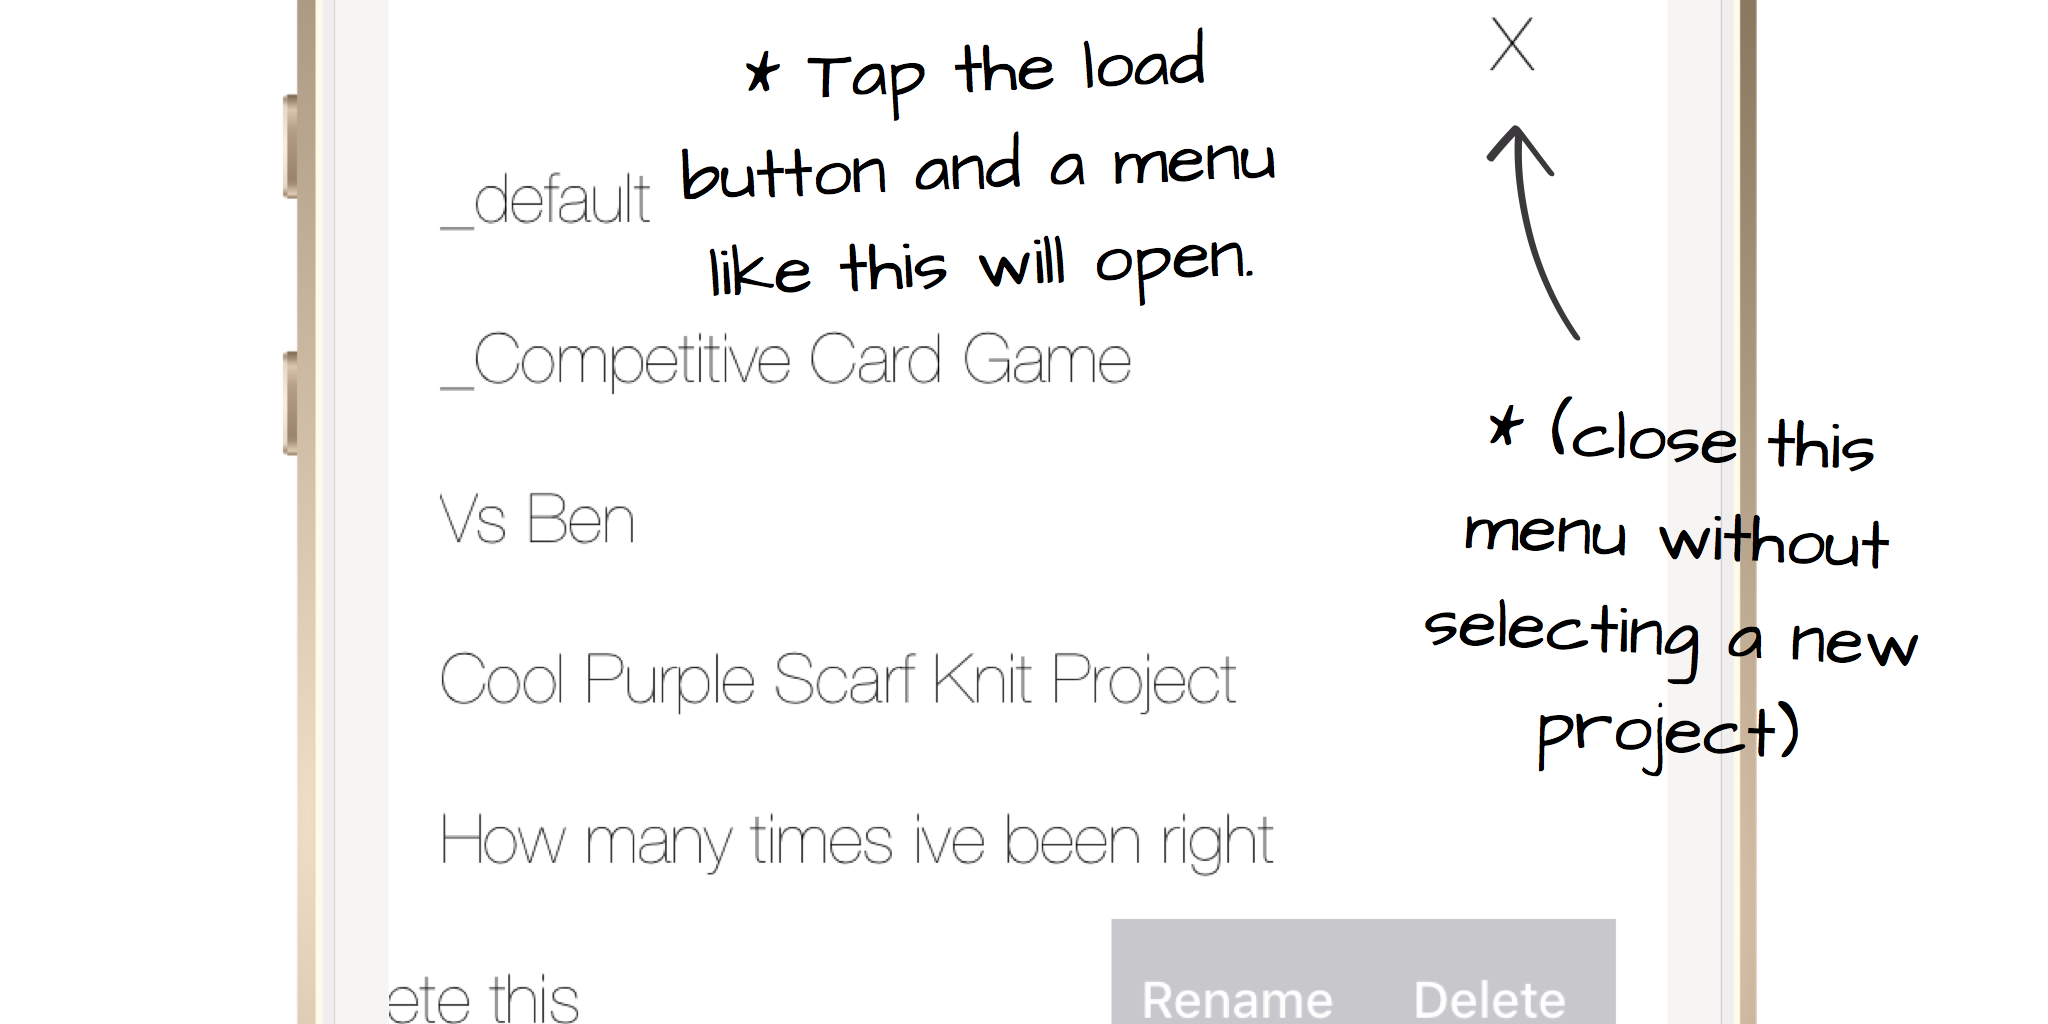 X
* Tap the load
button and a menu
like this will open.
_default
_Competitive Card Game
* (close this
menu without
selecting a new
project)
Vs Ben
Cool Purple Scarf Knit Project
How many times ive been right
ete this
Rename Delete